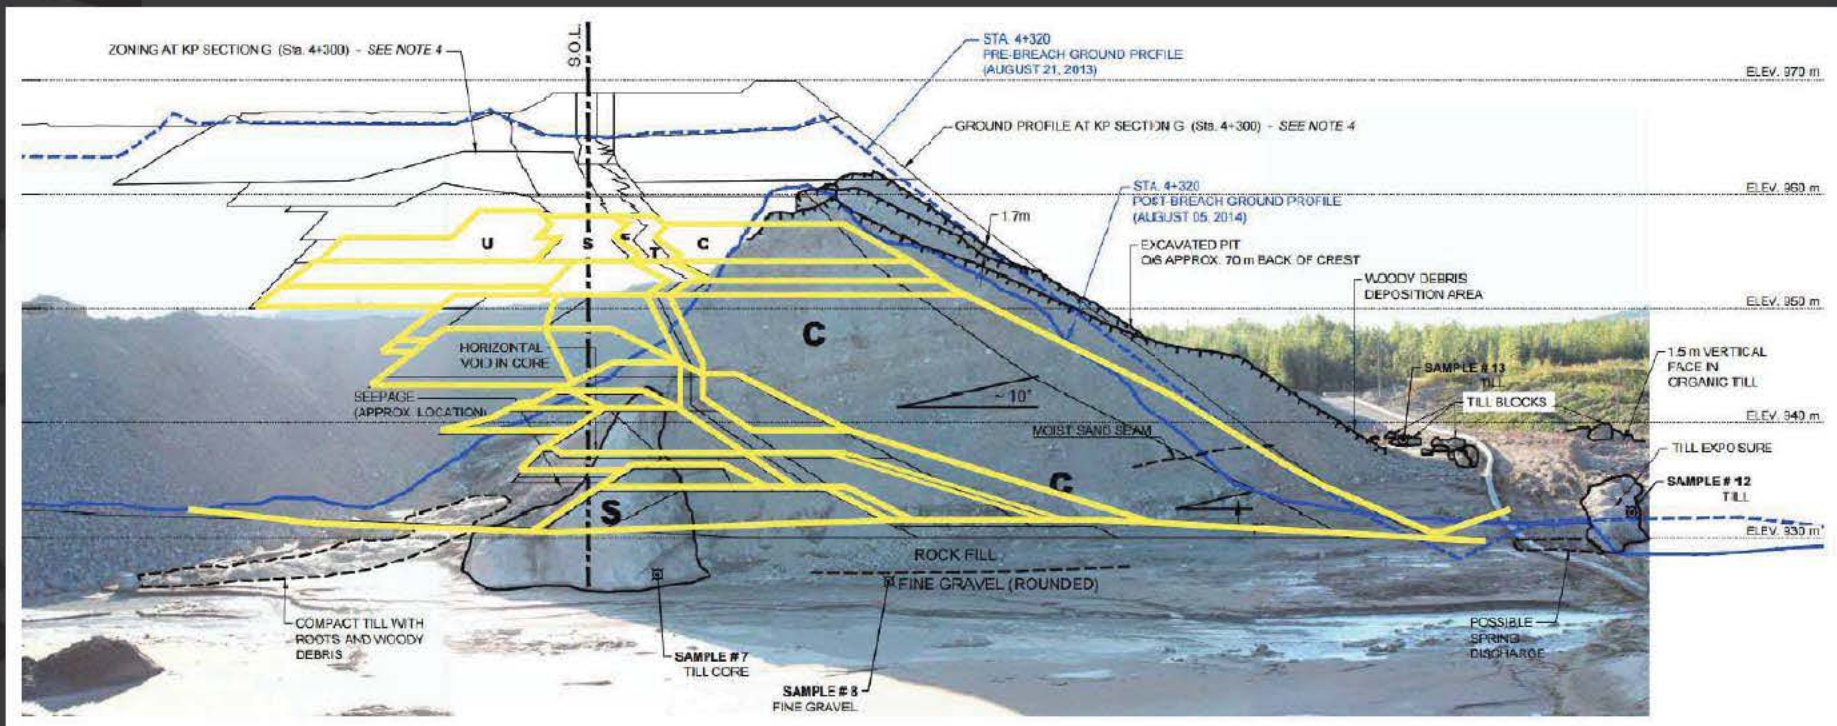 ZONING AT KP SECTION G (Sta. 4+300) - SEE NOTE 4
S.O.L.
STA. 4+320
PRE-BREACH GROUND PROFILE
(AUGUST 21, 2013)
ELEV. 970 m
GROUND PROFILE AT KP SECTION G (Sta. 4+300) - SEE NOTE 4
STA. 4+320
POST-BREACH GROUND PROFILE
(AUGUST 05, 2014)
ELEV. 960 m
1.7m
U
S
F
T
C
EXCAVATED PIT
O/S APPROX. 70 m BACK OF CREST
WOODY DEBRIS
DEPOSITION AREA
ELEV. 950 m
C
HORIZONTAL
VOID IN CORE
SEEPAGE
(APPROX. LOCATION)
~10°
1.5 m VERTICAL
FACE IN
ORGANIC TILL
SAMPLE # 13
TILL
TILL BLOCKS
ELEV. 940 m
MOIST SAND SEAM
TILL EXPOSURE
C
SAMPLE # 12
TILL
S
ELEV. 930 m
ROCK FILL
FINE GRAVEL (ROUNDED)
COMPACT TILL WITH
ROOTS AND WOODY
DEBRIS
SAMPLE # 7
TILL CORE
SAMPLE # 8
FINE GRAVEL
POSSIBLE
SPRING
DISCHARGE